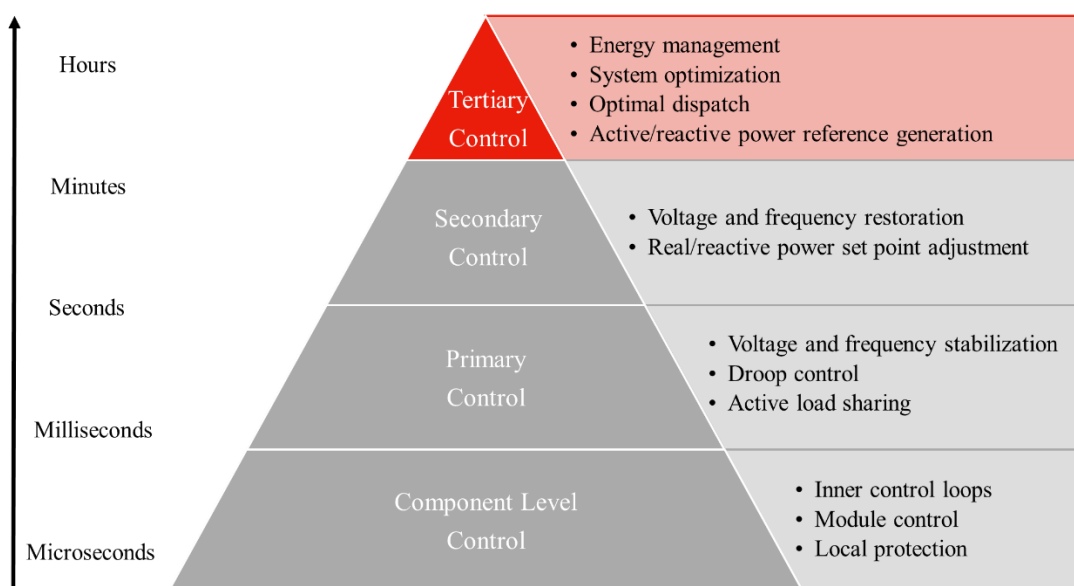 Hours
Minutes
Seconds
Milliseconds
Microseconds
Tertiary
Control
• Energy management
• System optimization
• Optimal dispatch
• Active/reactive power reference generation
Secondary
Control
• Voltage and frequency restoration
• Real/reactive power set point adjustment
Primary
Control
• Voltage and frequency stabilization
• Droop control
• Active load sharing
Component Level
Control
• Inner control loops
• Module control
• Local protection